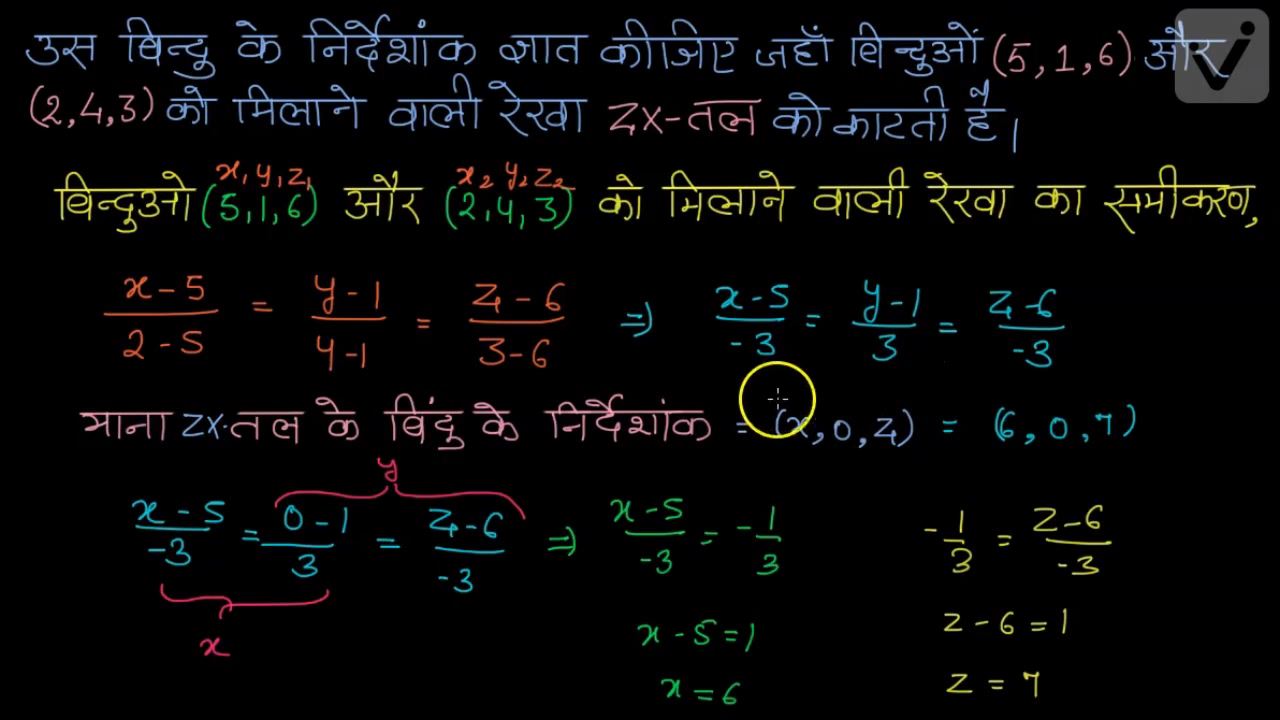 उस बिन्दु के निर्देशांक ज्ञात कीजिए जहाँ बिन्दुओं (5,1,6) और
(2,4,3) को मिलाने वाली रेखा ZX-तल को काटती है।
x₁ y₁ z₁ x₂ y₂ z₂
बिन्दुओ (5,1,6) और (2,4,3) को मिलाने वाली रेखा का समीकरण,
(x-5)/(2-5) = (y-1)/(4-1) = (z-6)/(3-6) ⇒ (x-5)/-3 = (y-1)/3 = (z-6)/-3
माना ZX-तल के बिंदु के निर्देशांक = (x,0,z) = (6,0,7)
y
(x-5)/-3 = (0-1)/3 = (z-6)/-3 ⇒ (x-5)/-3 = -1/3 -1/3 = (z-6)/-3
x
x-5=1 z-6=1
x=6 z=7